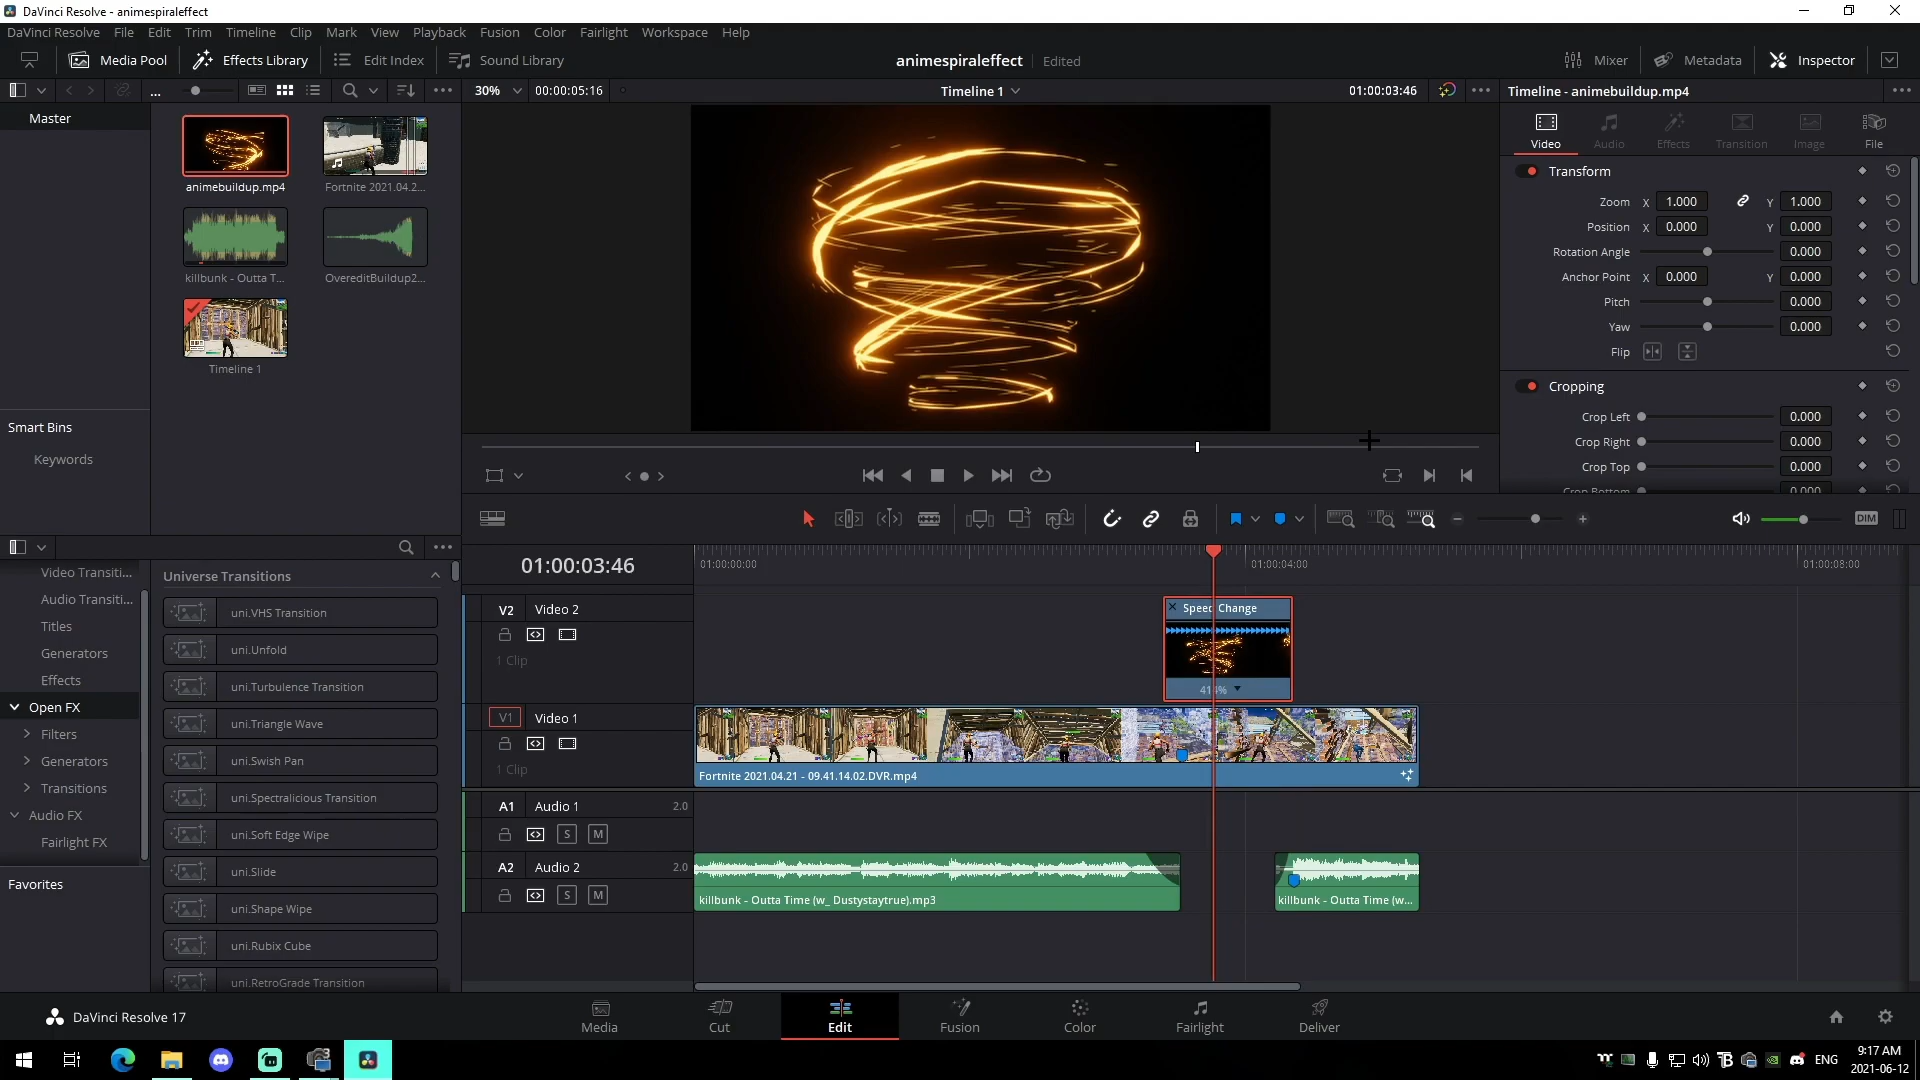 DaVinci Resolve - animespiraleffect
DaVinci Resolve File Edit Trim Timeline Clip Mark View Playback Fusion Color Fairlight Workspace Help
Media Pool Effects Library Edit Index Sound Library animespiraleffect Edited Mixer Metadata Inspector
30% 00:00:05:16 Timeline 1 01:00:03:46 Timeline - animebuildup.mp4
Master
animebuildup.mp4 Fortnite 2021.04.2...
killbunk - Outta T... OvereditBuildup2...
Timeline 1
Smart Bins
Keywords
Video Audio Effects Transition Image File
Transform
Zoom X 1.000 Y 1.000
Position X 0.000 Y 0.000
Rotation Angle 0.000
Anchor Point X 0.000 Y 0.000
Pitch 0.000
Yaw 0.000
Flip
Cropping
Crop Left 0.000
Crop Right 0.000
Crop Top 0.000
Crop Bottom 0.000
DIM
Video Transiti...
Audio Transiti...
Titles
Generators
Effects
Open FX
Filters
Generators
Transitions
Audio FX
Fairlight FX
Favorites
Universe Transitions
uni.VHS Transition
uni.Unfold
uni.Turbulence Transition
uni.Triangle Wave
uni.Swish Pan
uni.Spectralicious Transition
uni.Soft Edge Wipe
uni.Slide
uni.Shape Wipe
uni.Rubix Cube
uni.RetroGrade Transition
01:00:03:46 01:00:00:00 01:00:04:00 01:00:08:00
V2 Video 2
1 Clip
Speed Change
V1 Video 1
1 Clip
Fortnite 2021.04.21 - 09.41.14.02.DVR.mp4
A1 Audio 1 2.0
S M
A2 Audio 2 2.0
S M
killbunk - Outta Time (w_ Dustystaytrue).mp3 killbunk - Outta Time (w...
DaVinci Resolve 17
Media Cut Edit Fusion Color Fairlight Deliver
ENG
9:17 AM
2021-06-12